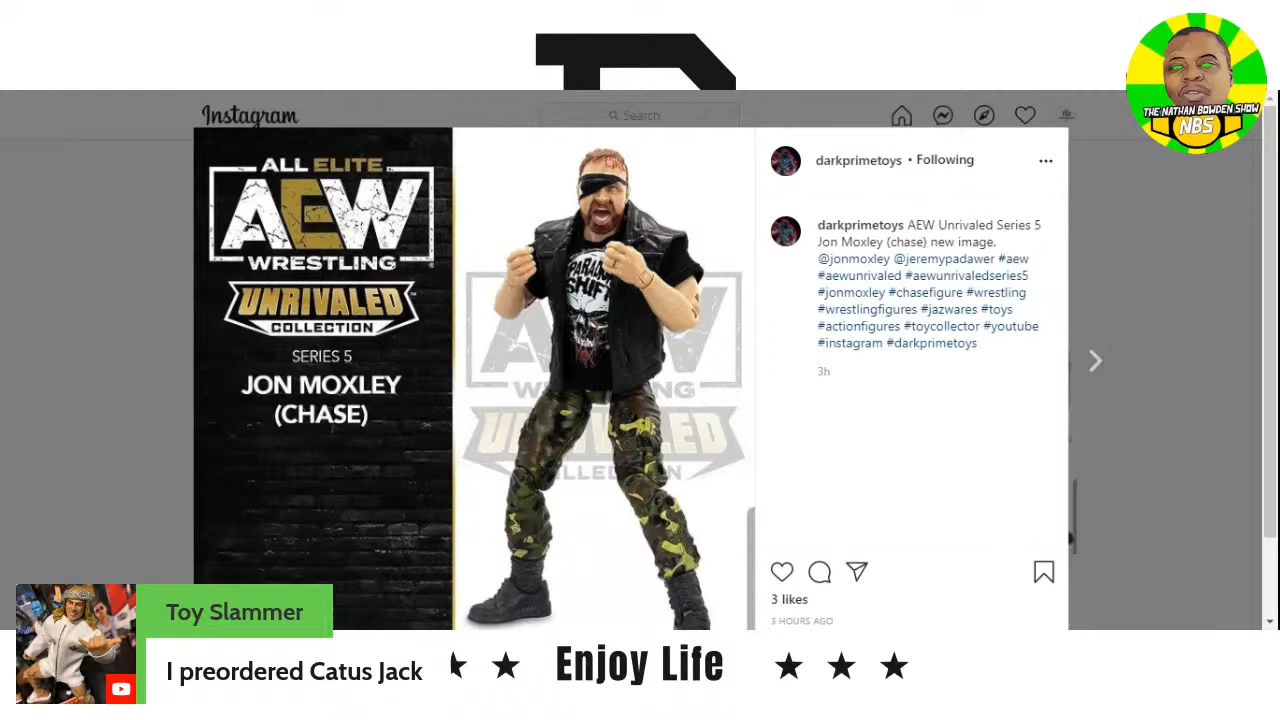 THE NATHAN BOWDEN SHOW
NBS
Instagram
Search
ALL ELITE
AEW
WRESTLING
UNRIVALED
COLLECTION
SERIES 5
JON MOXLEY
(CHASE)
PARADIGM
SHIFT
darkprimetoys • Following
darkprimetoys AEW Unrivaled Series 5
Jon Moxley (chase) new image.
@jonmoxley @jeremypadawer #aew
#aewunrivaled #aewunrivaledseries5
#jonmoxley #chasefigure #wrestling
#wrestlingfigures #jazwares #toys
#actionfigures #toycollector #youtube
#instagram #darkprimetoys
3h
3 likes
3 HOURS AGO
Toy Slammer
I preordered Catus Jack
Enjoy Life